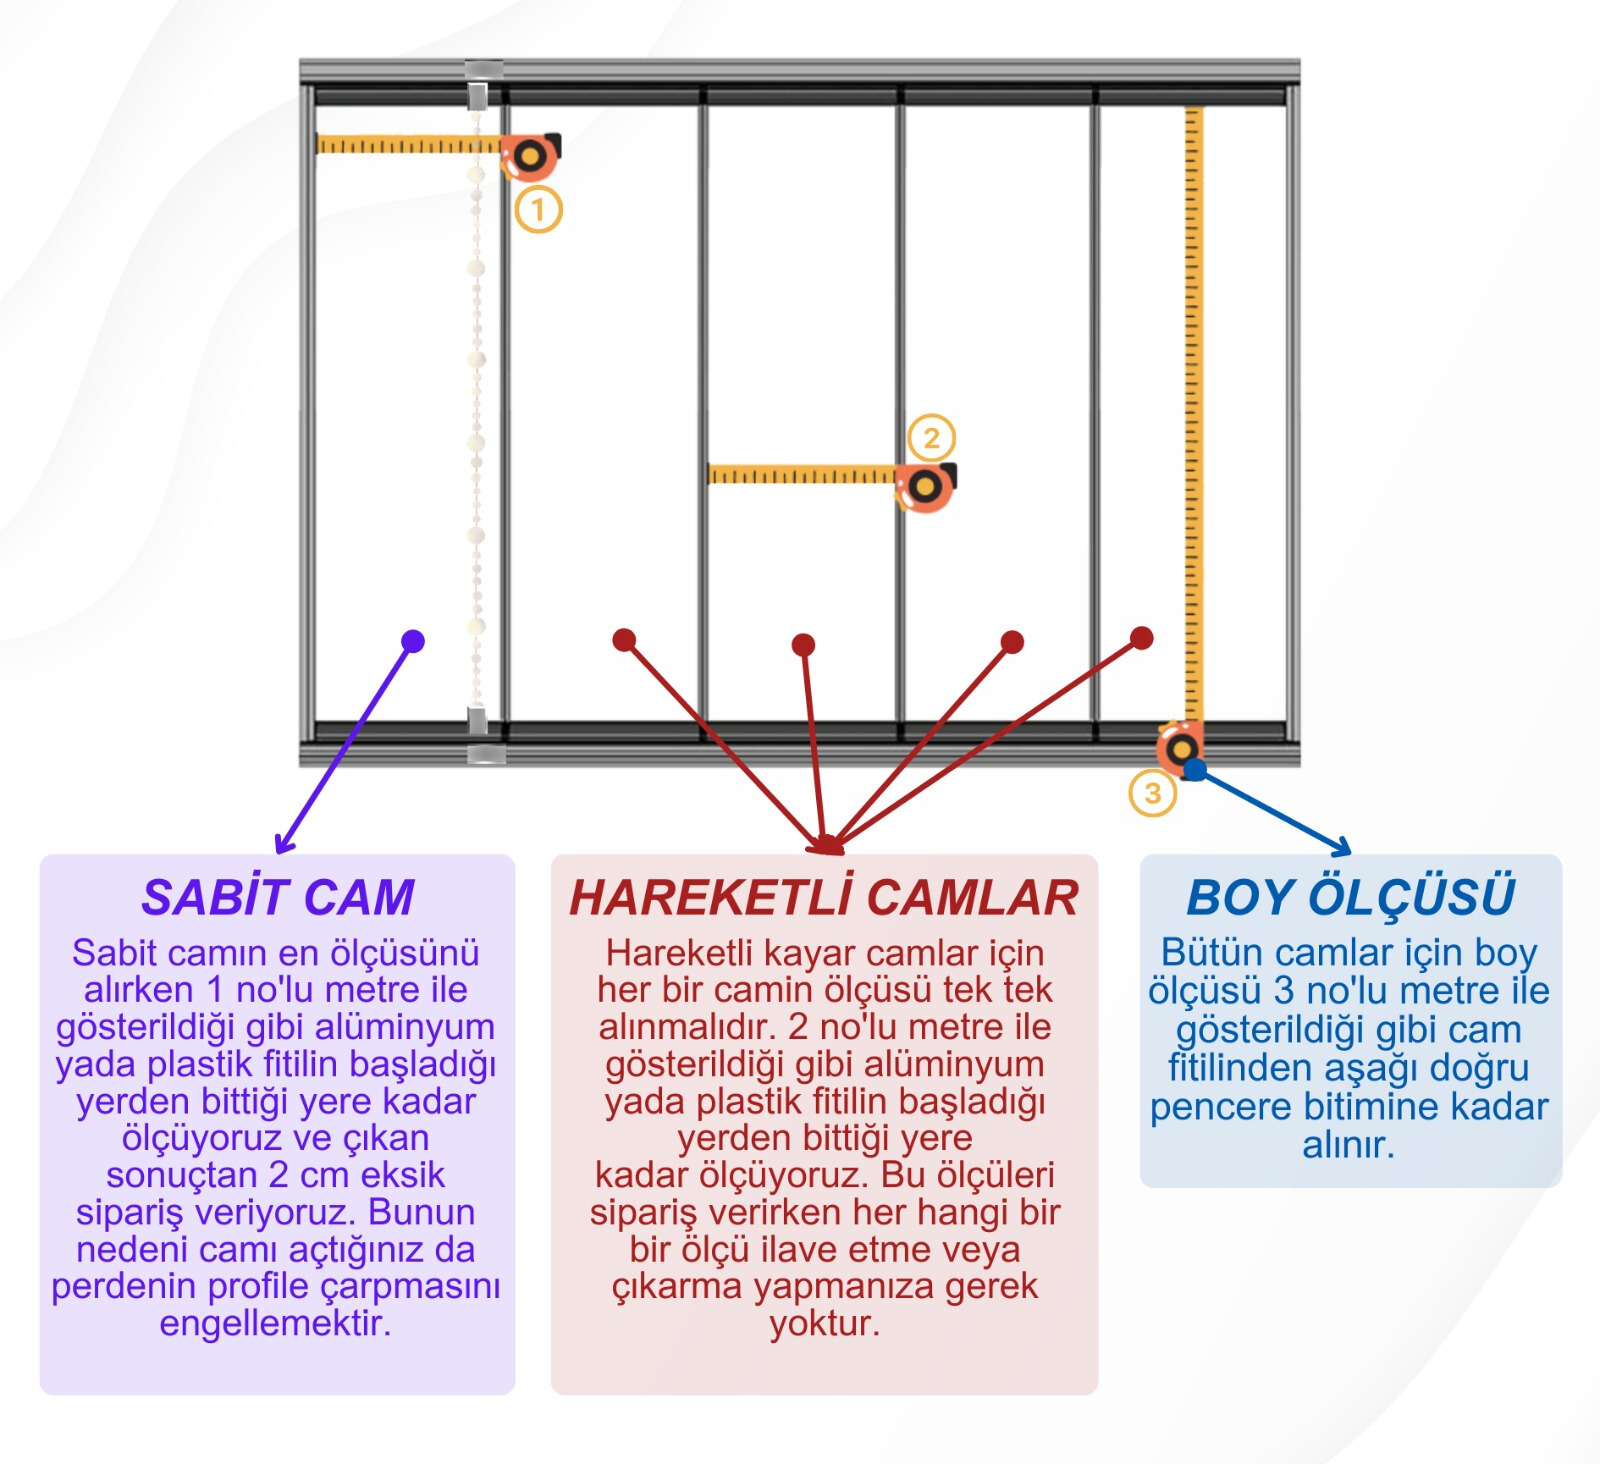 1
2
3
SABİT CAM
Sabit camın en ölçüsünü
alırken 1 no'lu metre ile
gösterildiği gibi alüminyum
yada plastik fitilin başladığı
yerden bittiği yere kadar
ölçüyoruz ve çıkan
sonuçtan 2 cm eksik
sipariş veriyoruz. Bunun
nedeni camı açtığınız da
perdenin profile çarpmasını
engellemektir.
HAREKETLİ CAMLAR
Hareketli kayar camlar için
her bir camin ölçüsü tek tek
alınmalıdır. 2 no'lu metre ile
gösterildiği gibi alüminyum
yada plastik fitilin başladığı
yerden bittiği yere
kadar ölçüyoruz. Bu ölçüleri
sipariş verirken her hangi bir
bir ölçü ilave etme veya
çıkarma yapmanıza gerek
yoktur.
BOY ÖLÇÜSÜ
Bütün camlar için boy
ölçüsü 3 no'lu metre ile
gösterildiği gibi cam
fitilinden aşağı doğru
pencere bitimine kadar
alınır.